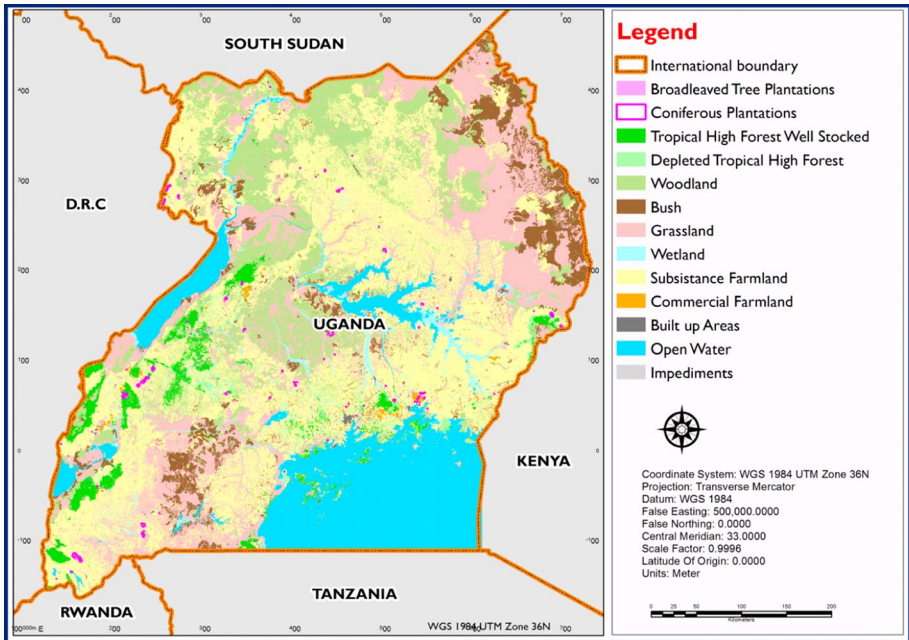 SOUTH SUDAN
D.R.C
UGANDA
KENYA
TANZANIA
RWANDA
WGS 1984 UTM Zone 36N
Legend
International boundary
Broadleaved Tree Plantations
Coniferous Plantations
Tropical High Forest Well Stocked
Depleted Tropical High Forest
Woodland
Bush
Grassland
Wetland
Subsistance Farmland
Commercial Farmland
Built up Areas
Open Water
Impediments
Coordinate System: WGS 1984 UTM Zone 36N
Projection: Transverse Mercator
Datum: WGS 1984
False Easting: 500,000.0000
False Northing: 0.0000
Central Meridian: 33.0000
Scale Factor: 0.9996
Latitude Of Origin: 0.0000
Units: Meter
0 25 50 100 150 200
Kilometers